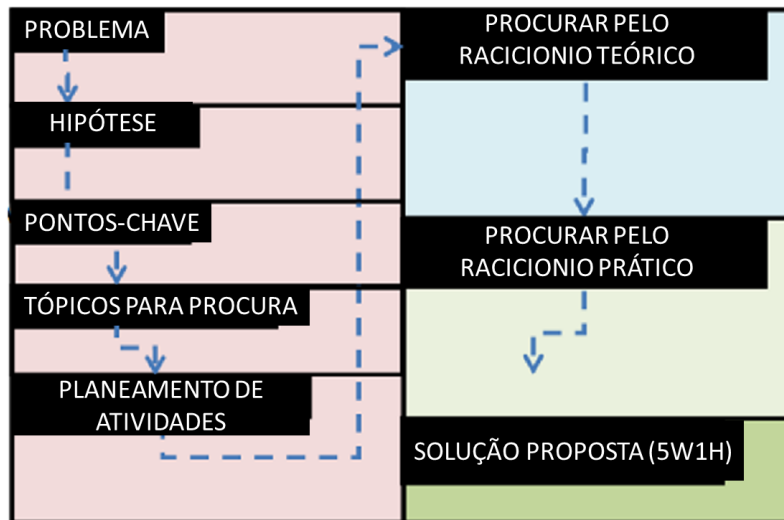 PROBLEMA
HIPÓTESE
PONTOS-CHAVE
TÓPICOS PARA PROCURA
PLANEAMENTO DE
ATIVIDADES
PROCURAR PELO
RACICIONIO TEÓRICO
PROCURAR PELO
RACICIONIO PRÁTICO
SOLUÇÃO PROPOSTA (5W1H)